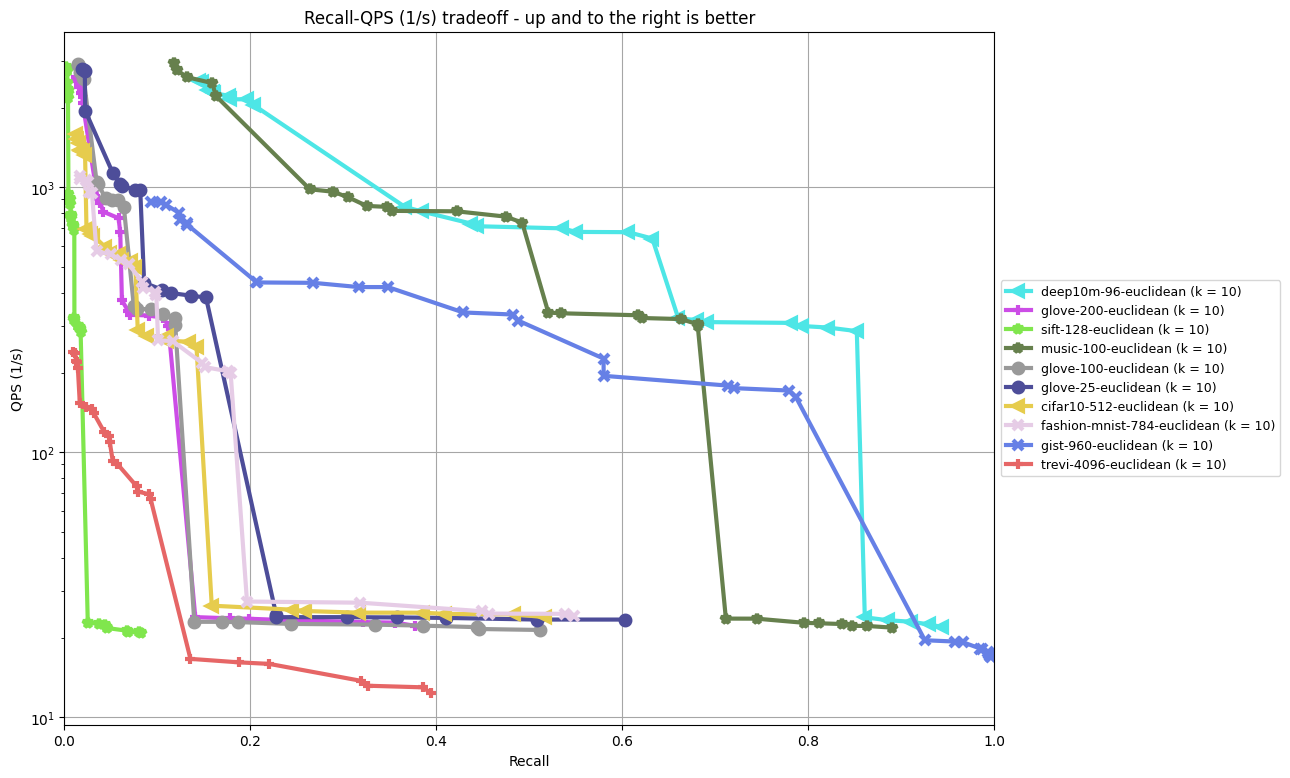 Recall-QPS (1/s) tradeoff - up and to the right is better
QPS (1/s)
10³
10²
10¹
0.0 0.2 0.4 0.6 0.8 1.0
Recall
deep10m-96-euclidean (k = 10)
glove-200-euclidean (k = 10)
sift-128-euclidean (k = 10)
music-100-euclidean (k = 10)
glove-100-euclidean (k = 10)
glove-25-euclidean (k = 10)
cifar10-512-euclidean (k = 10)
fashion-mnist-784-euclidean (k = 10)
gist-960-euclidean (k = 10)
trevi-4096-euclidean (k = 10)